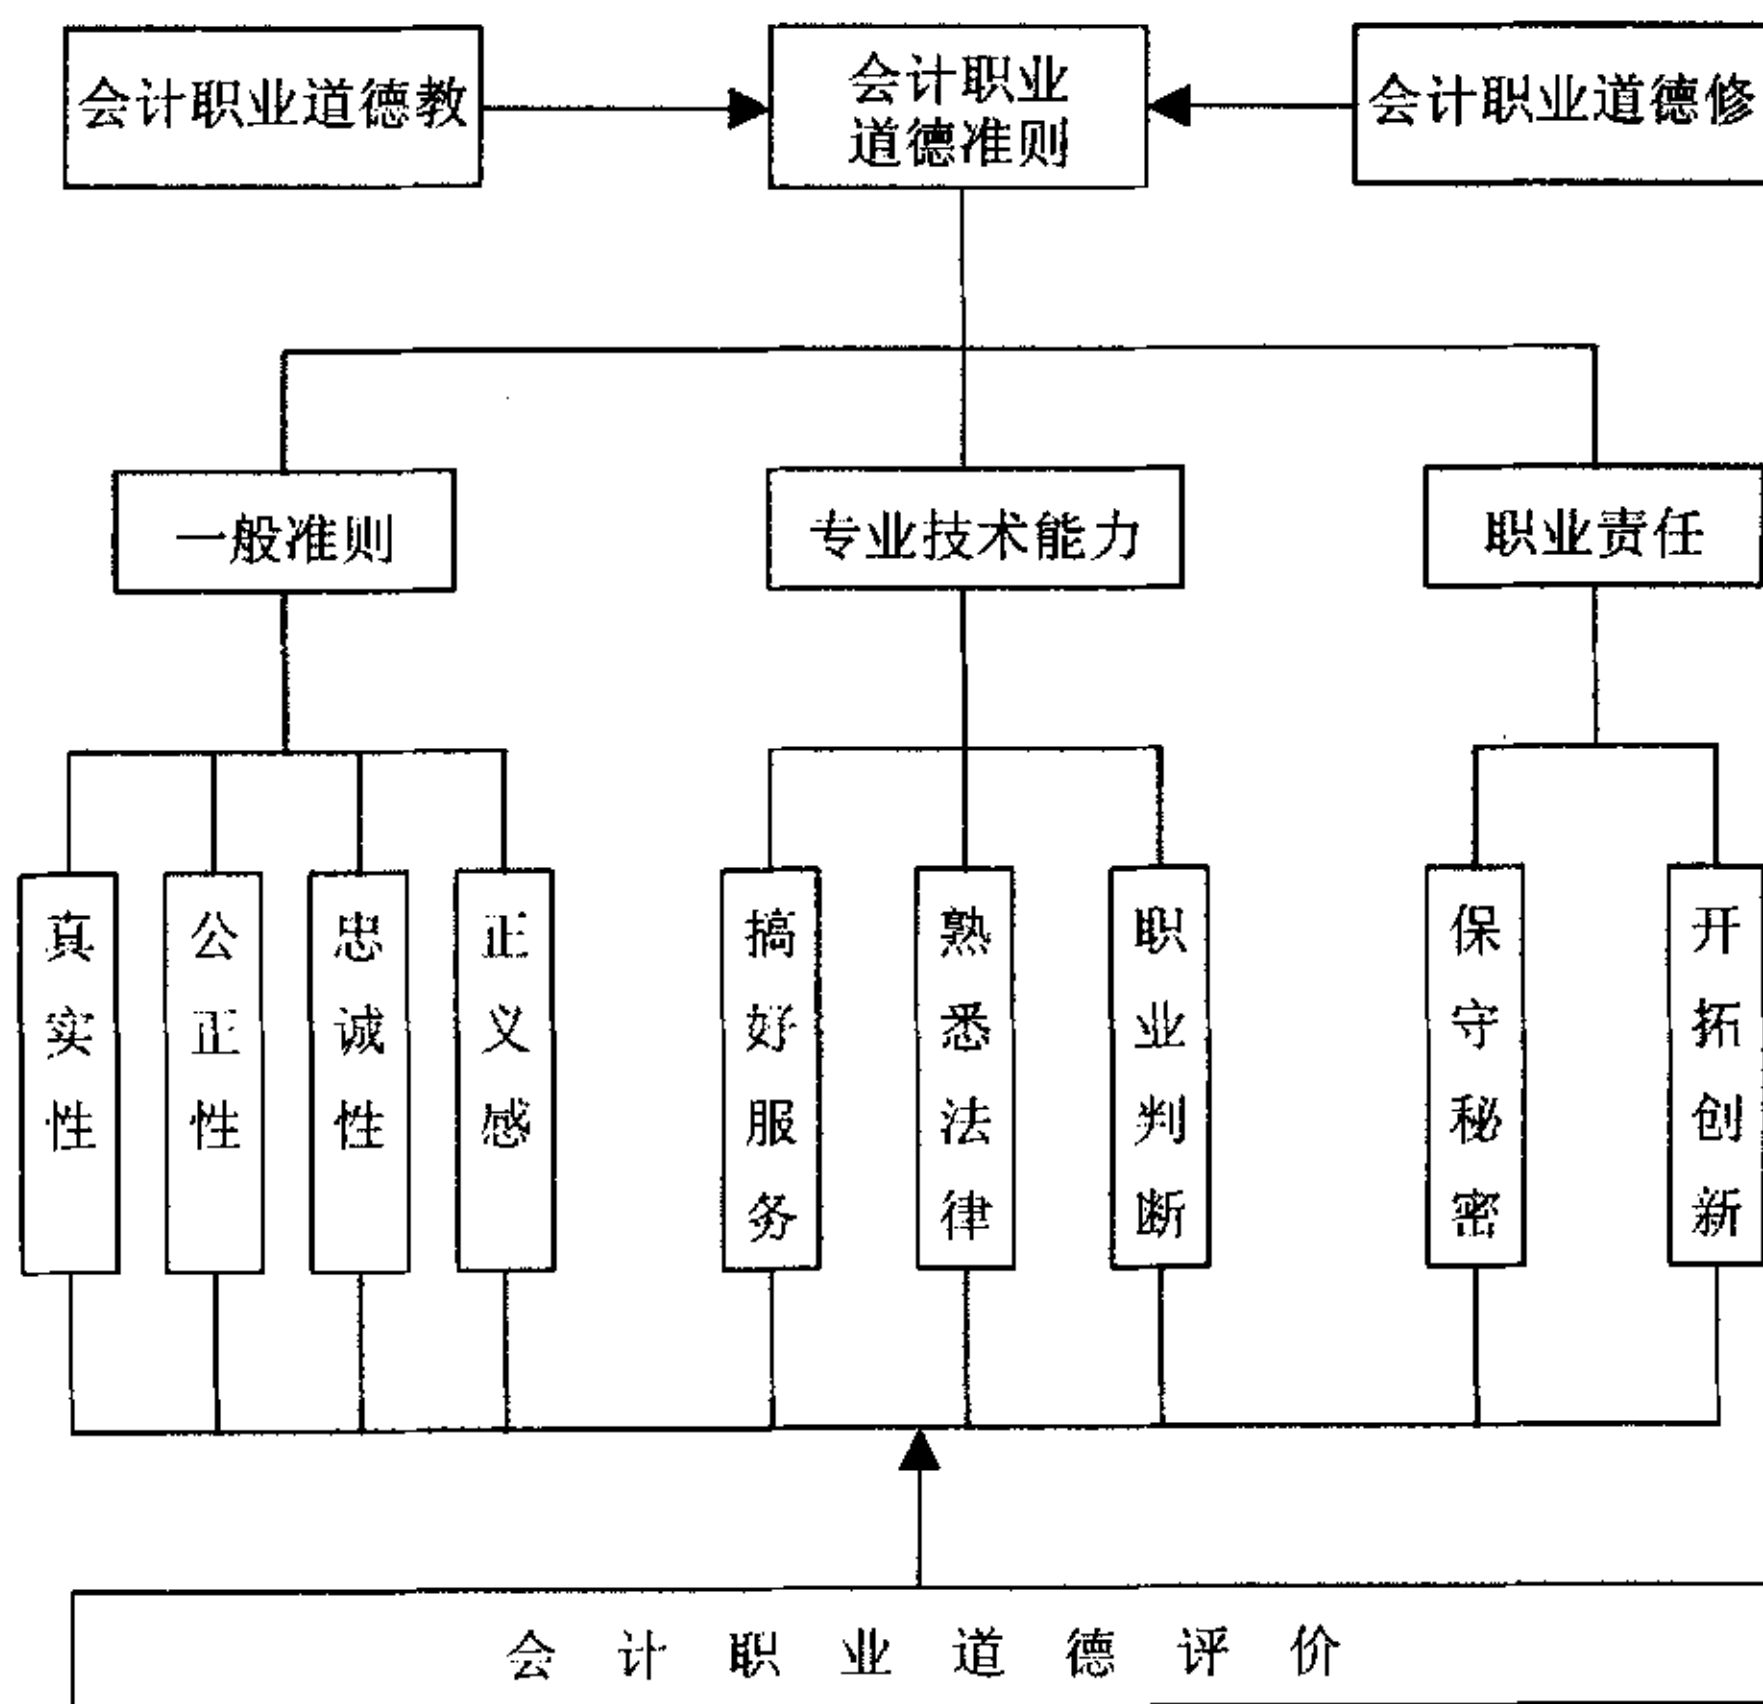 会计职业道德教
会计职业
道德准则
会计职业道德修
一般准则
专业技术能力
职业责任
真实性
公正性
忠诚性
正义感
搞好服务
熟悉法律
职业判断
保守秘密
开拓创新
会计职业道德评价